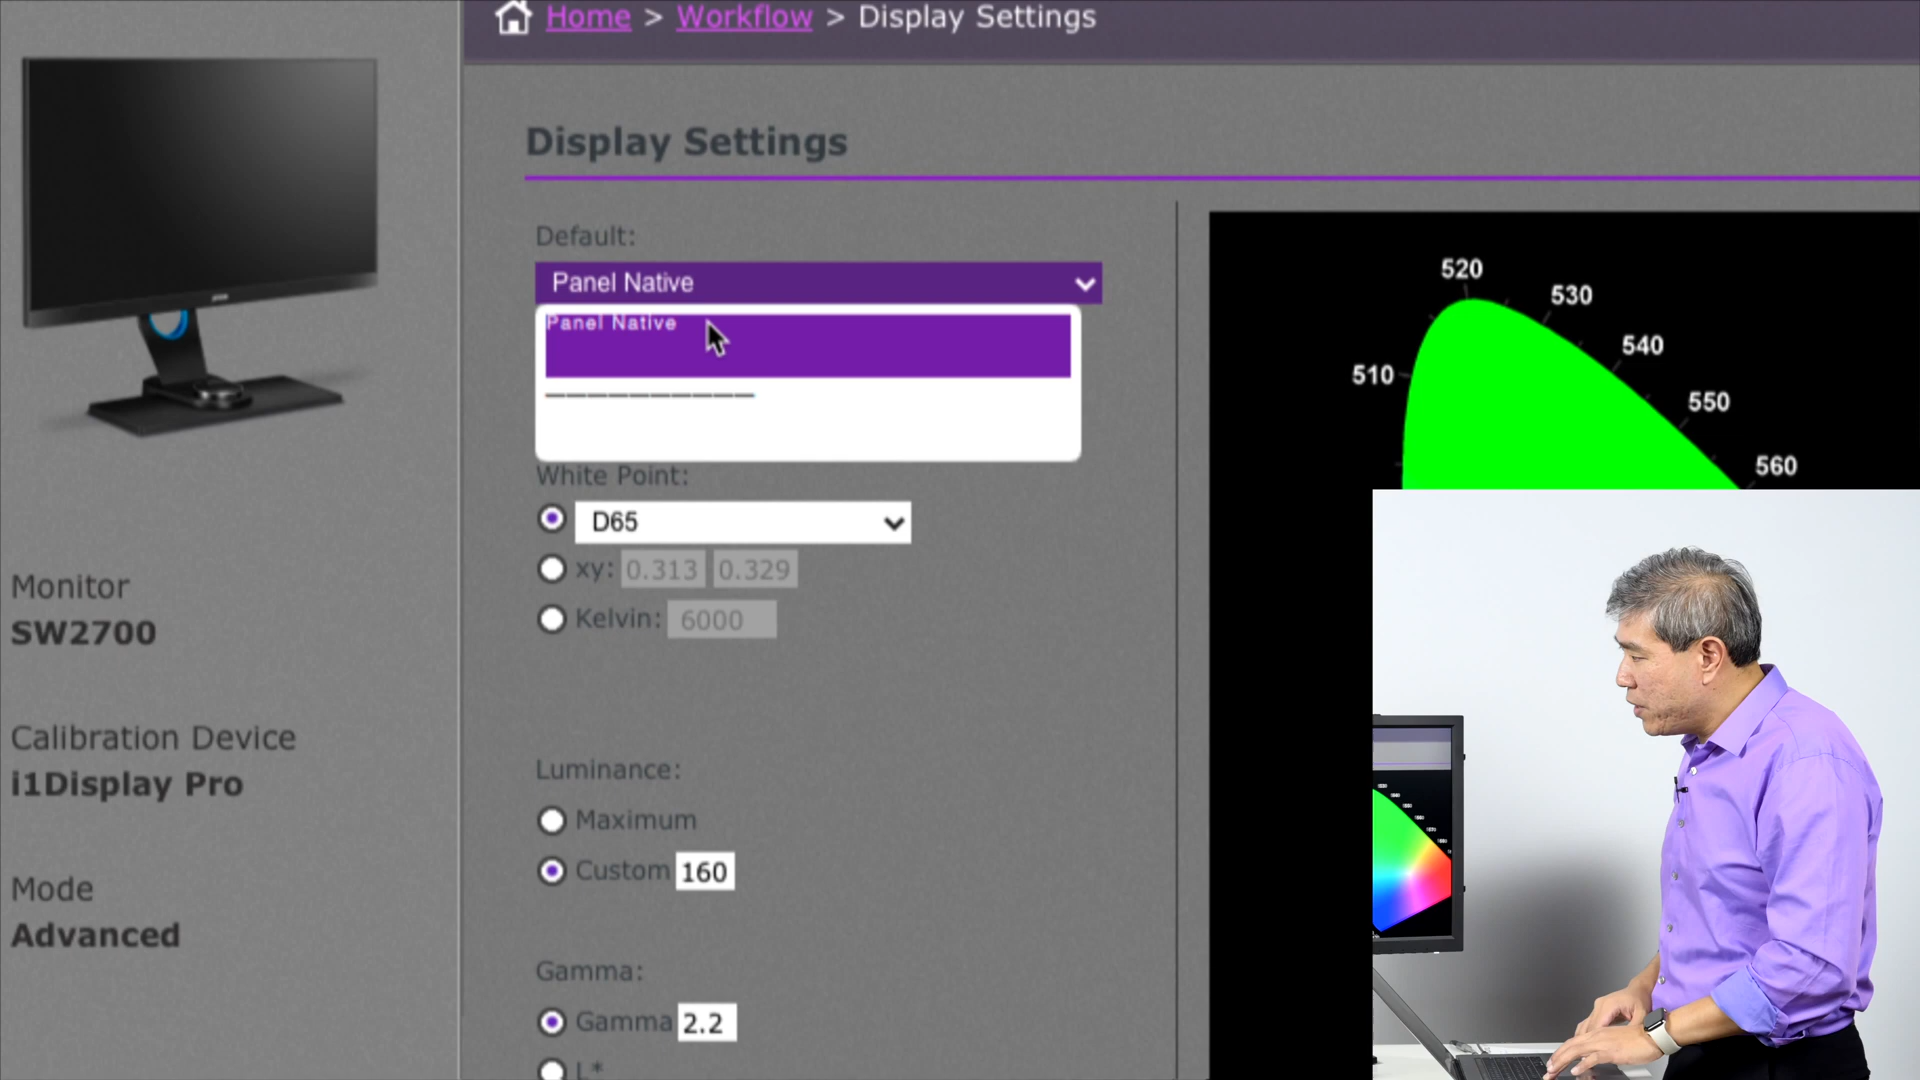 Home > Workflow > Display Settings
Display Settings
Default:
Panel Native
Panel Native
White Point:
D65
xy: 0.313 0.329
Kelvin: 6000
Luminance:
Maximum
Custom 160
Gamma:
Gamma 2.2
L*
Monitor
SW2700
Calibration Device
i1Display Pro
Mode
Advanced
520
530
540
510
550
560